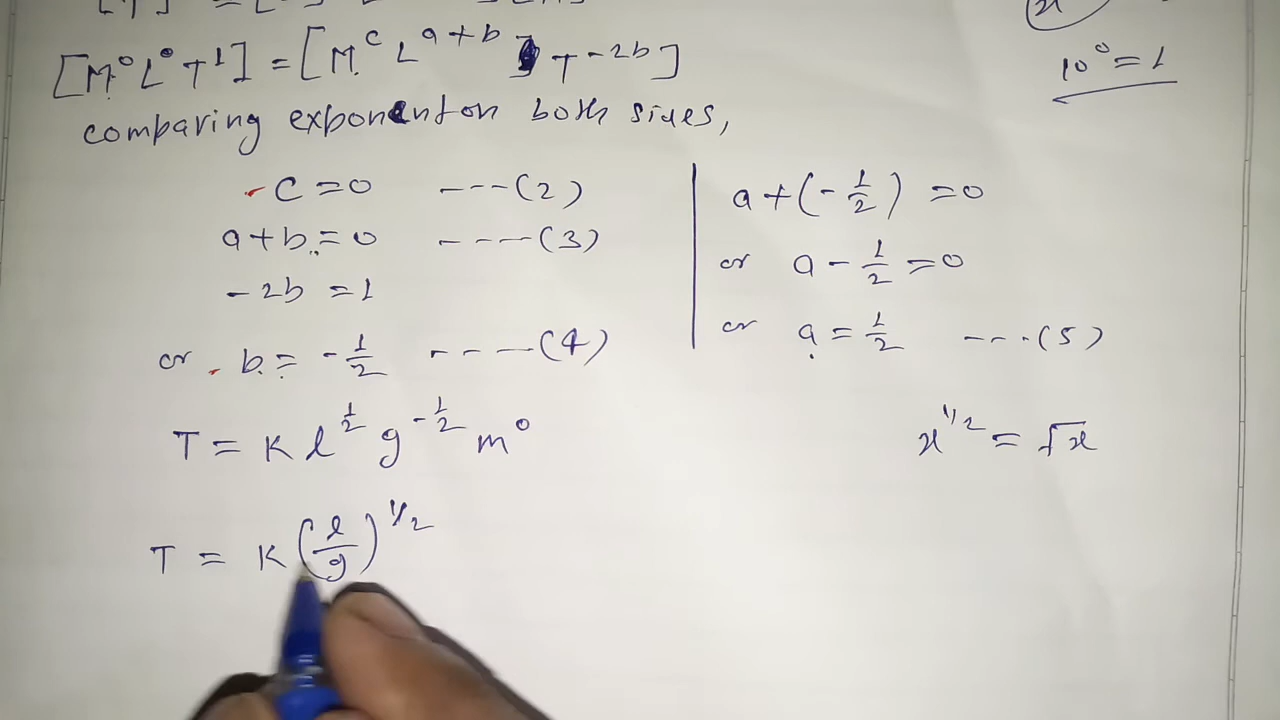 [M⁰L⁰T¹] = [M^c L^(a+b) T^(-2b)]
comparing exponent on both sides,
c = 0 ---(2)
a + b = 0 ----(3)
-2b = 1
or b = -1/2 ----(4)
a + (-1/2) = 0
or a - 1/2 = 0
or a = 1/2 ---(5)
T = K l^(1/2) g^(-1/2) m⁰
T = K (l/g)^(1/2)
10⁰ = 1
x^(1/2) = √x